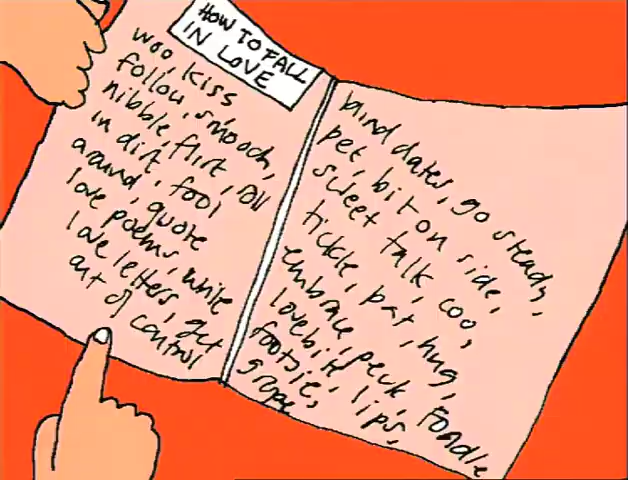 HOW TO FALL
IN LOVE
woo, kiss
follow, smooch,
nibble, flirt, roll
in dirt, fool
around, quote
love poems, write
love letters, get
out of control
blind dates, go steady,
pet, bit on side,
sweet talk, coo,
tickle, pat, hug,
embrace, peck, fondle
lovebite, lips,
footsie,
grope